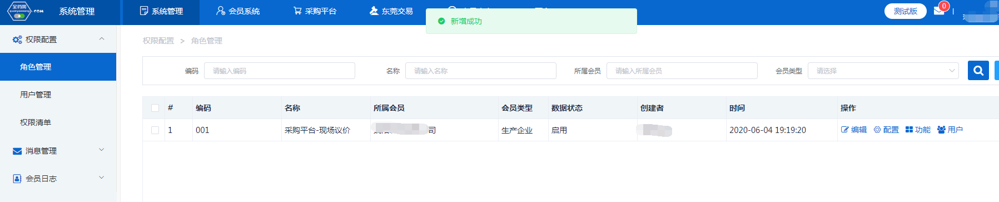 全药网
quanyaowang.COM
系统管理
系统管理
会员系统
采购平台
东莞交易
新增成功
测试版
0
权限配置
角色管理
用户管理
权限清单
消息管理
会员日志
权限配置 > 角色管理
编码 请输入编码 名称 请输入名称 所属会员 请输入所属会员 会员类型 请选择
# 编码 名称 所属会员 会员类型 数据状态 创建者 时间 操作
1 001 采购平台-现场议价 司 生产企业 启用 2020-06-04 19:19:20 编辑 配置 功能 用户